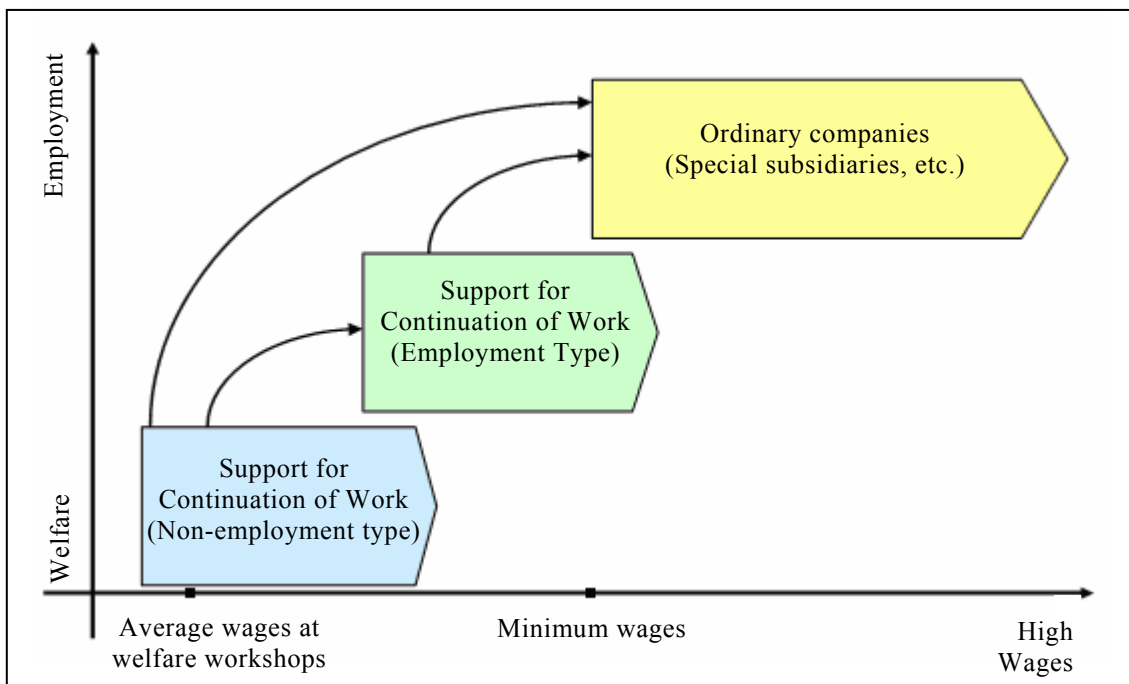 Employment
Ordinary companies
(Special subsidiaries, etc.)
Support for
Continuation of Work
(Employment Type)
Support for
Continuation of Work
(Non-employment type)
Welfare
Average wages at
welfare workshops
Minimum wages
High
Wages